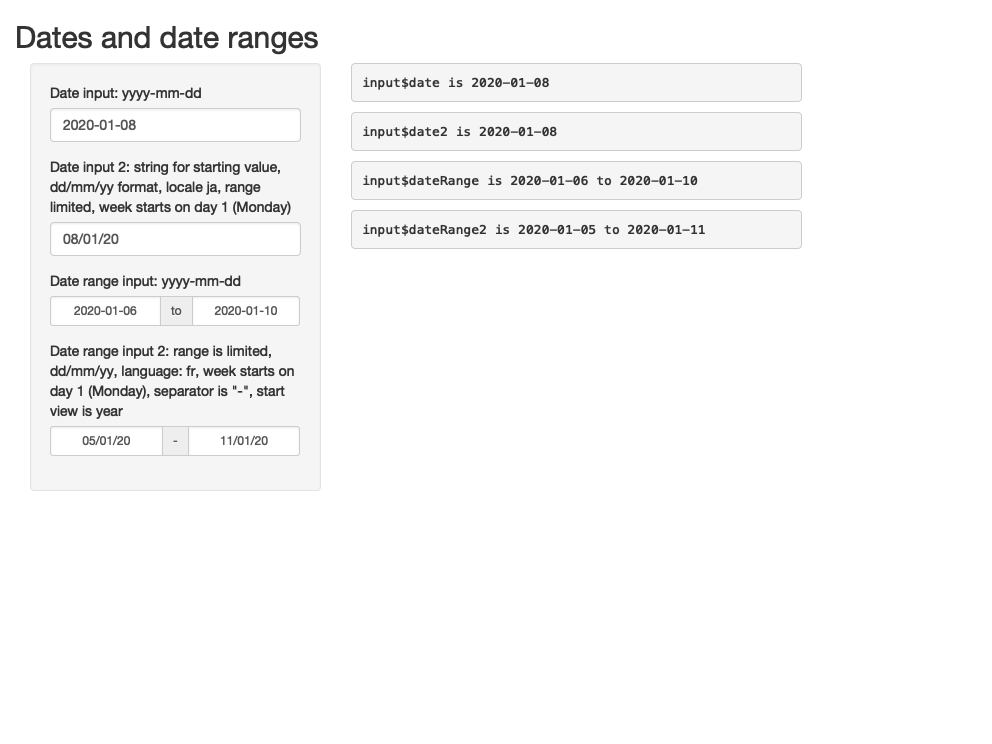 Dates and date ranges
Date input: yyyy-mm-dd
2020-01-08
Date input 2: string for starting value,
dd/mm/yy format, locale ja, range
limited, week starts on day 1 (Monday)
08/01/20
Date range input: yyyy-mm-dd
2020-01-06 to 2020-01-10
Date range input 2: range is limited,
dd/mm/yy, language: fr, week starts on
day 1 (Monday), separator is "-", start
view is year
05/01/20 - 11/01/20
input$date is 2020-01-08
input$date2 is 2020-01-08
input$dateRange is 2020-01-06 to 2020-01-10
input$dateRange2 is 2020-01-05 to 2020-01-11